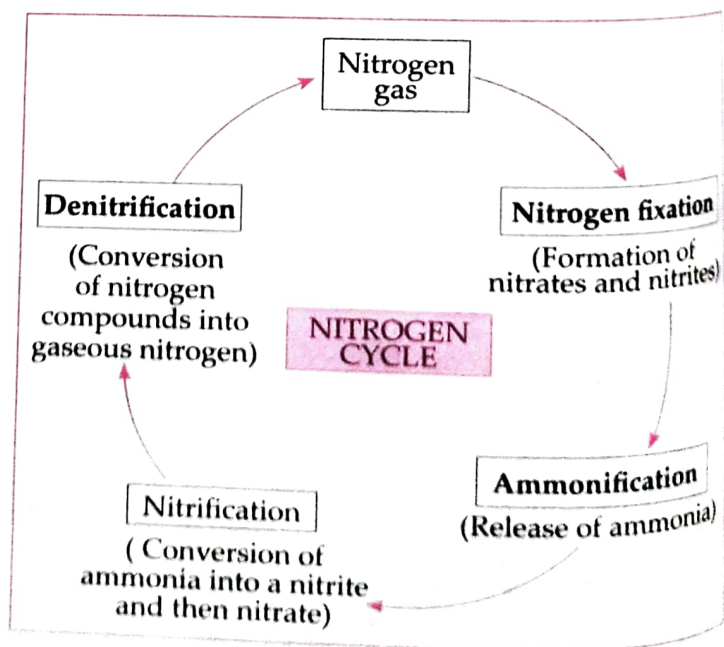 Nitrogen
gas
Denitrification
(Conversion
of nitrogen
compounds into
gaseous nitrogen)
Nitrogen fixation
(Formation of
nitrates and nitrites)
NITROGEN
CYCLE
Nitrification
( Conversion of
ammonia into a nitrite
and then nitrate)
Ammonification
(Release of ammonia)